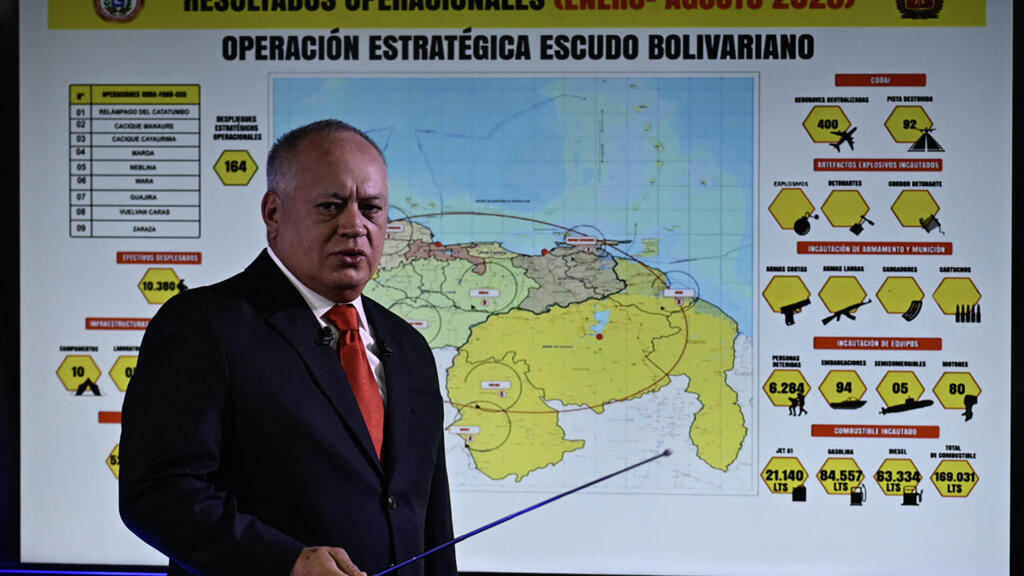 RESULTADOS OPERACIONALES (ENERO- AGOSTO 2025)
OPERACIÓN ESTRATÉGICA ESCUDO BOLIVARIANO
Nº
01 RELÁMPAGO DEL CATATUMBO
02 CACIQUE MANAURE
03 CACIQUE CAYAURIMA
04 MAROA
05 NEBLINA
06 WARA
07 GUAJIRA
08 VUELVAN CARAS
09 ZARAZA
DESPLIEGUES
ESTRATÉGICOS
OPERACIONALES
164
EFECTIVOS DESPLEGADOS
10.380
CAMPAMENTOS
10
CODAI
AERONAVES NEUTRALIZADAS
400
PISTA DESTRUIDA
92
ARTEFACTOS EXPLOSIVOS INCAUTADOS
EXPLOSIVOS
DETONANTES
CORDON DETONANTE
INCAUTACIÓN DE ARMAMENTO Y MUNICIÓN
ARMAS CORTAS
ARMAS LARGAS
CARGADORES
CARTUCHOS
INCAUTACIÓN DE EQUIPOS
PERSONAS
DETENIDAS
6.284
EMBARCACIONES
94
SEMISUMERGIBLES
05
MOTORES
80
COMBUSTIBLE INCAUTADO
JET A1
21.140
LTS
GASOLINA
84.557
LTS
DIESEL
63.334
LTS
TOTAL
DE COMBUSTIBLE
169.031
LTS